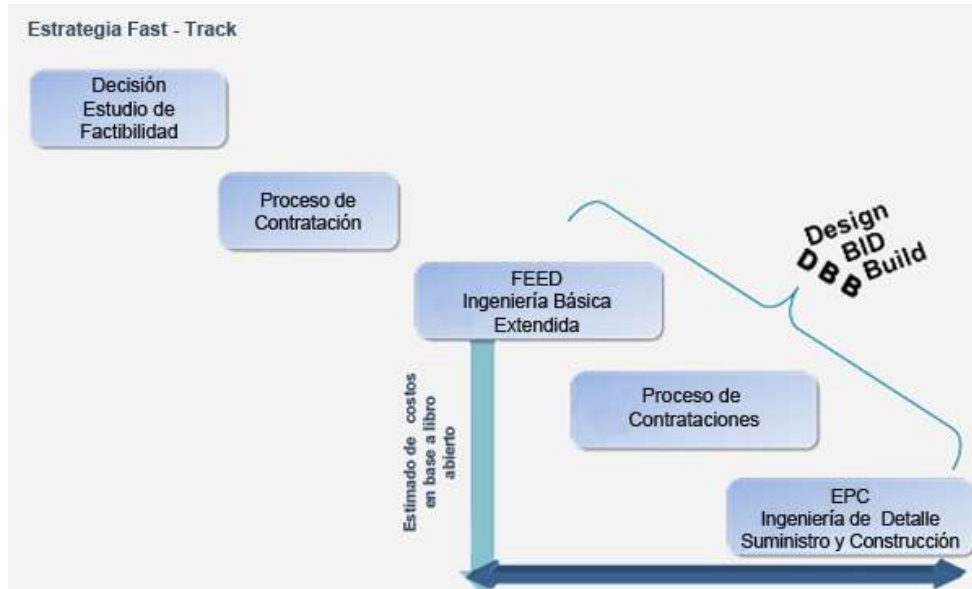 Estrategia Fast - Track
Decisión
Estudio de
Factibilidad
Proceso de
Contratación
Design
BID
Build
D B B
FEED
Ingeniería Básica
Extendida
Estimado de costos
en base a libro
abierto
Proceso de
Contrataciones
EPC
Ingeniería de Detalle
Suministro y Construcción